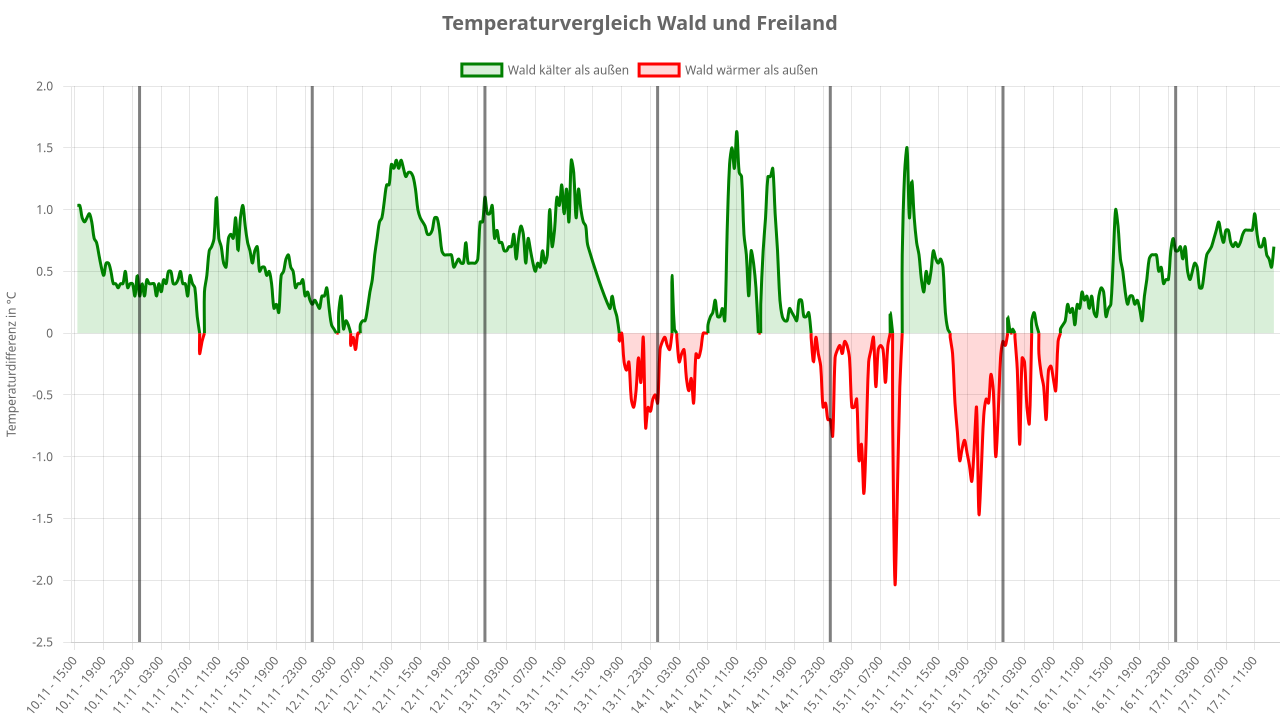 Temperaturvergleich Wald und Freiland
Wald kälter als außen
Wald wärmer als außen
Temperaturdifferenz in °C
2.0
1.5
1.0
0.5
0
-0.5
-1.0
-1.5
-2.0
-2.5
10.11 - 15:00
10.11 - 19:00
10.11 - 23:00
11.11 - 03:00
11.11 - 07:00
11.11 - 11:00
11.11 - 15:00
11.11 - 19:00
11.11 - 23:00
12.11 - 03:00
12.11 - 07:00
12.11 - 11:00
12.11 - 15:00
12.11 - 19:00
12.11 - 23:00
13.11 - 03:00
13.11 - 07:00
13.11 - 11:00
13.11 - 15:00
13.11 - 19:00
13.11 - 23:00
14.11 - 03:00
14.11 - 07:00
14.11 - 11:00
14.11 - 15:00
14.11 - 19:00
14.11 - 23:00
15.11 - 03:00
15.11 - 07:00
15.11 - 11:00
15.11 - 15:00
15.11 - 19:00
15.11 - 23:00
16.11 - 03:00
16.11 - 07:00
16.11 - 11:00
16.11 - 15:00
16.11 - 19:00
16.11 - 23:00
17.11 - 03:00
17.11 - 07:00
17.11 - 11:00